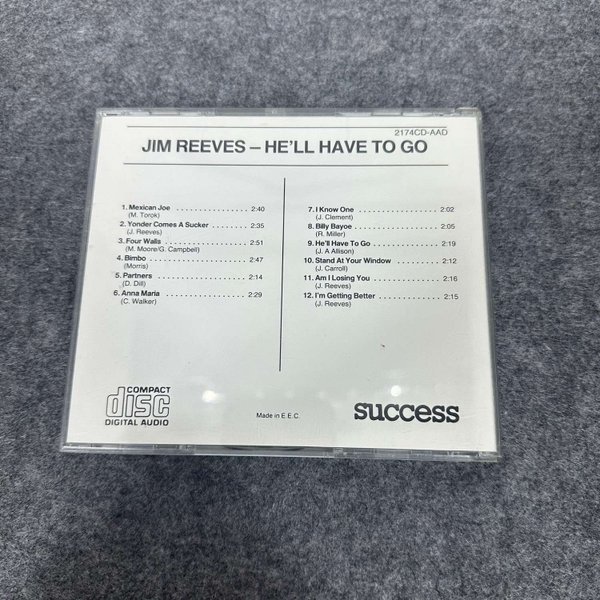 2174CD-AAD
JIM REEVES – HE'LL HAVE TO GO
1. Mexican Joe .................. 2:40
(M. Torok)
2. Yonder Comes A Sucker ........ 2:35
(J. Reeves)
3. Four Walls ................... 2:51
(M. Moore/G. Campbell)
4. Bimbo ........................ 2:47
(Morris)
5. Partners ..................... 2:14
(D. Dill)
6. Anna Maria ................... 2:29
(C. Walker)
7. I Know One ................... 2:02
(J. Clement)
8. Billy Bayoe .................. 2:05
(R. Miller)
9. He'll Have To Go ............. 2:19
(J. A Allison)
10. Stand At Your Window ........ 2:12
(J. Carroll)
11. Am I Losing You ............. 2:16
(J. Reeves)
12. I'm Getting Better .......... 2:15
(J. Reeves)
COMPACT
disc
DIGITAL AUDIO
Made in E.E.C.
success